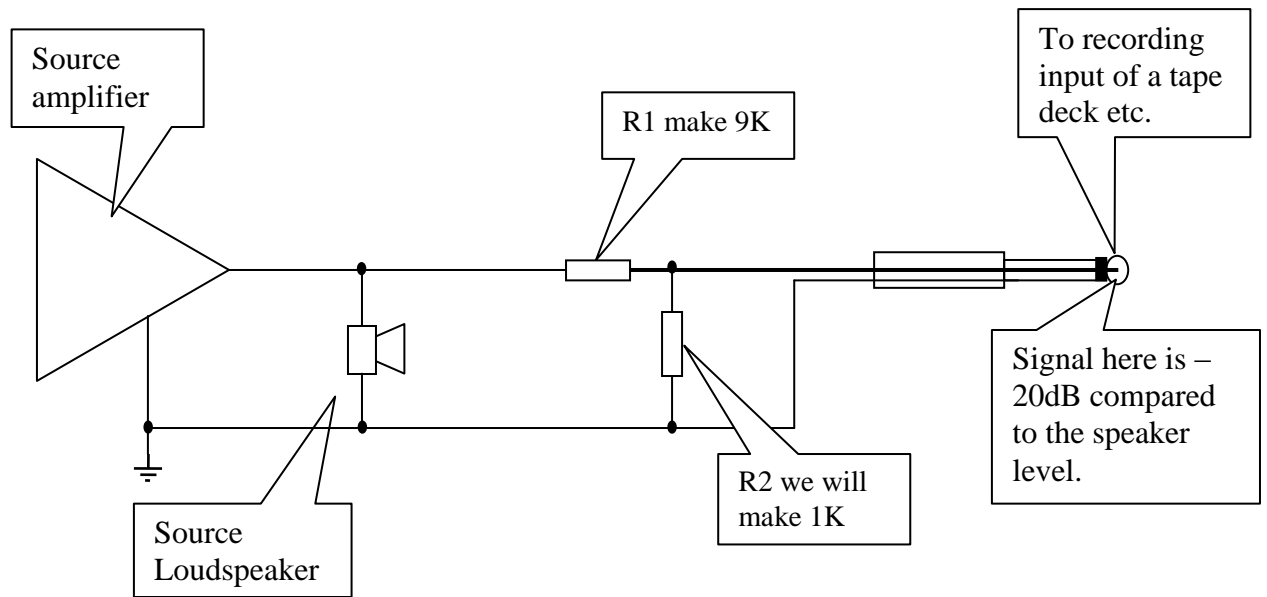 Source
amplifier
R1 make 9K
To recording
input of a tape
deck etc.
Source
Loudspeaker
R2 we will
make 1K
Signal here is –
20dB compared
to the speaker
level.